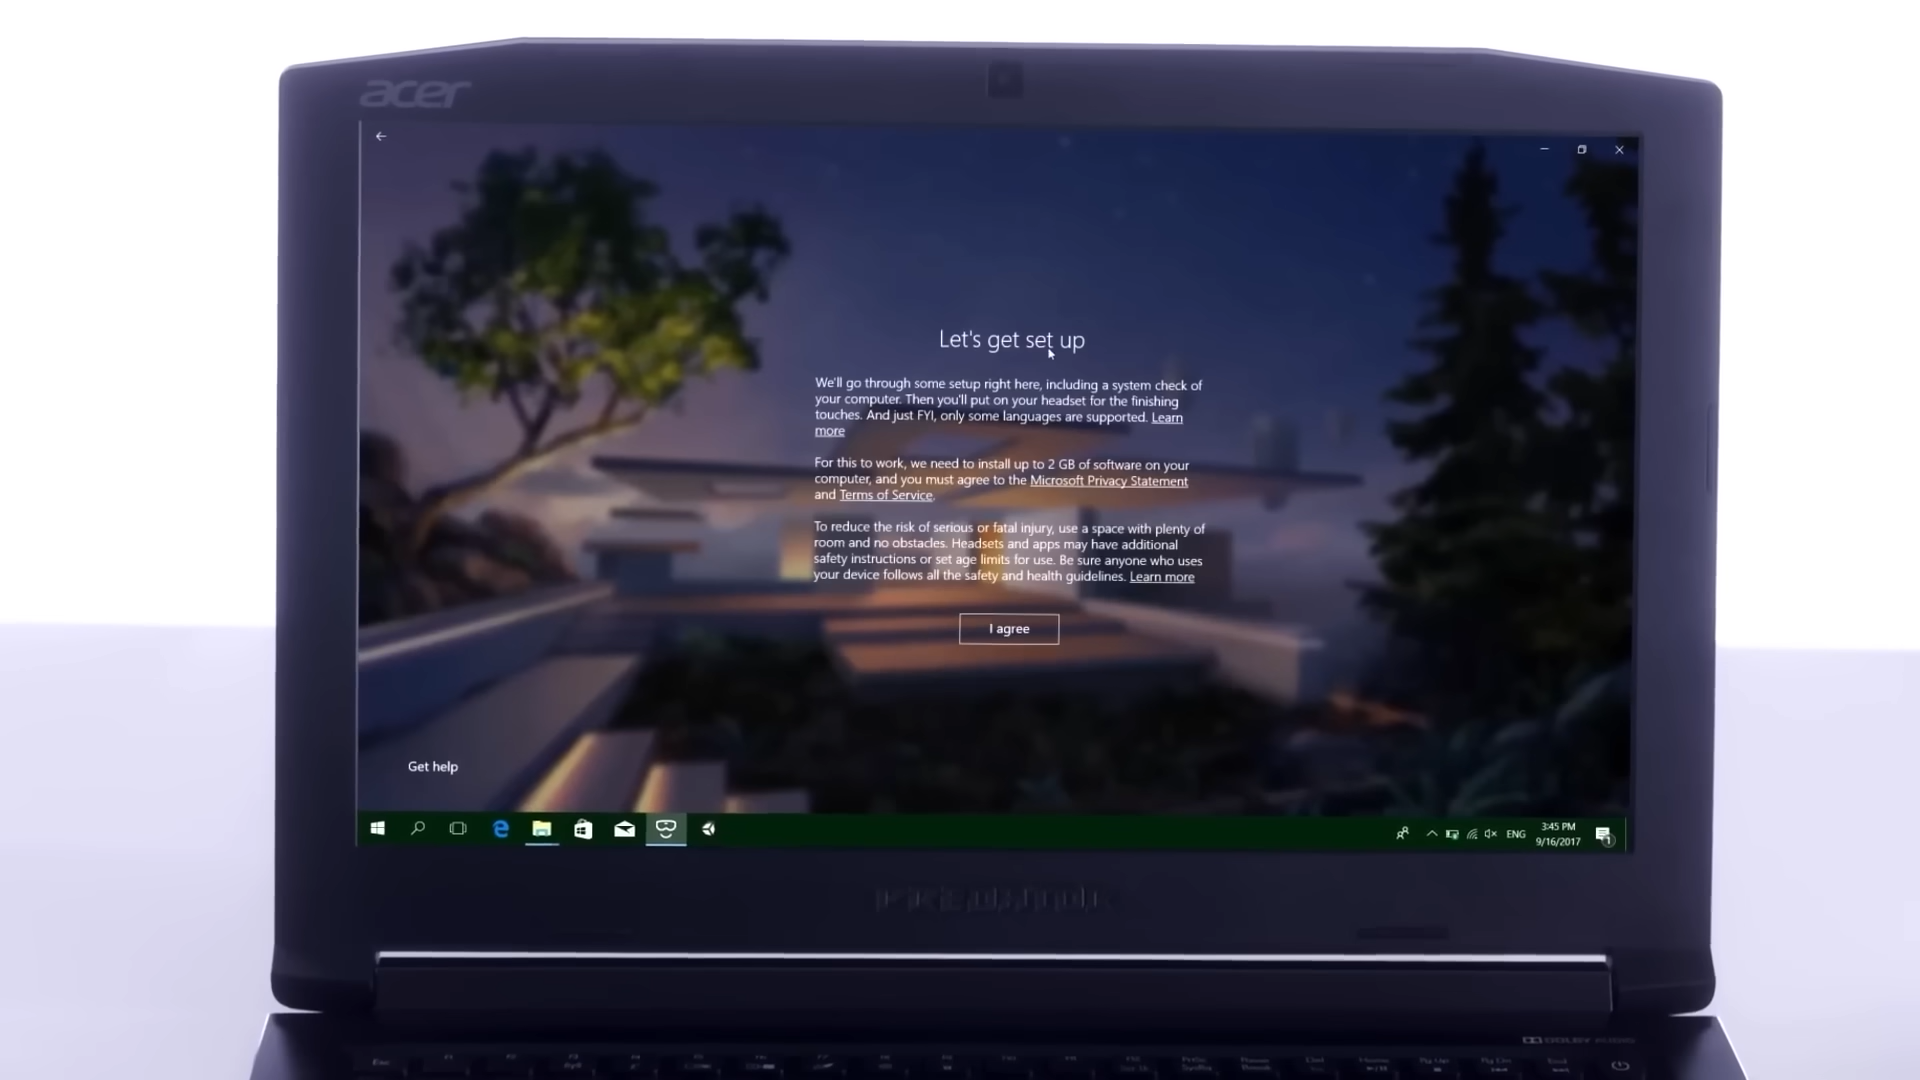 acer
Let's get set up
We'll go through some setup right here, including a system check of
your computer. Then you'll put on your headset for the finishing
touches. And just FYI, only some languages are supported. Learn
more
For this to work, we need to install up to 2 GB of software on your
computer, and you must agree to the Microsoft Privacy Statement
and Terms of Service.
To reduce the risk of serious or fatal injury, use a space with plenty of
room and no obstacles. Headsets and apps may have additional
safety instructions or set age limits for use. Be sure anyone who uses
your device follows all the safety and health guidelines. Learn more
I agree
Get help
ENG
3:45 PM
9/16/2017
1
DOLBY AUDIO
Esc